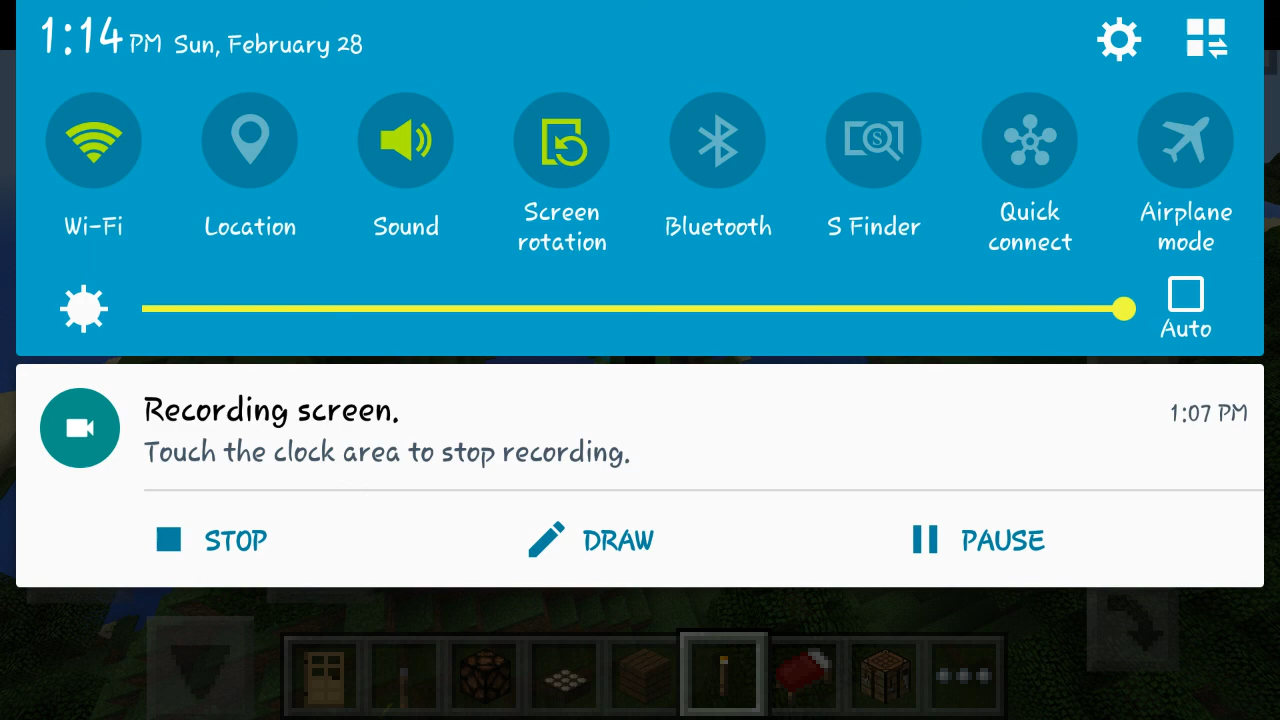 1:14 PM Sun, February 28
Wi-Fi
Location
Sound
Screen
rotation
Bluetooth
S Finder
Quick
connect
Airplane
mode
Auto
Recording screen.
1:07 PM
Touch the clock area to stop recording.
STOP
DRAW
PAUSE